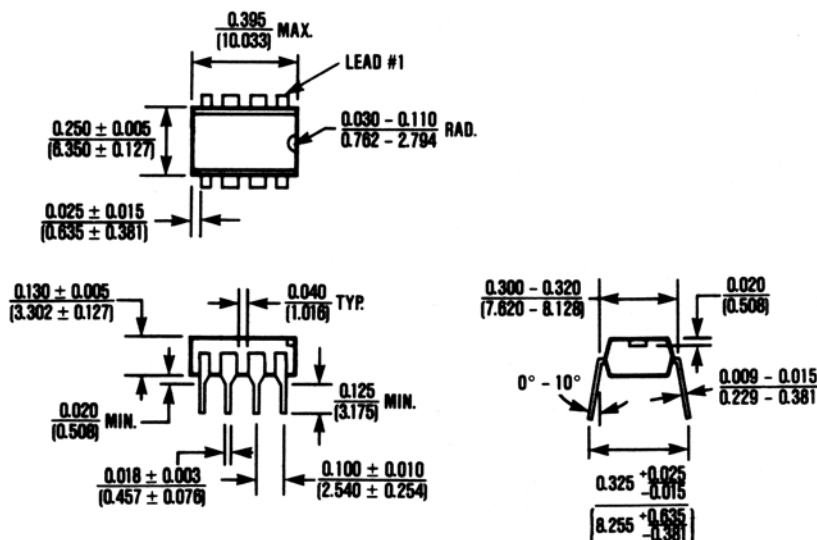 0.395
(10.033)
MAX.
LEAD #1
0.250 ± 0.005
(6.350 ± 0.127)
0.030 - 0.110
0.762 - 2.794
RAD.
0.025 ± 0.015
(0.635 ± 0.381)
0.130 ± 0.005
(3.302 ± 0.127)
0.040
(1.016)
TYP.
0.300 - 0.320
(7.620 - 8.128)
0.020
(0.508)
0.020
(0.508)
MIN.
0.125
(3.175)
MIN.
0° - 10°
0.009 - 0.015
0.229 - 0.381
0.018 ± 0.003
(0.457 ± 0.076)
0.100 ± 0.010
(2.540 ± 0.254)
0.325 +0.025
-0.015
(8.255 +0.635
-0.381)